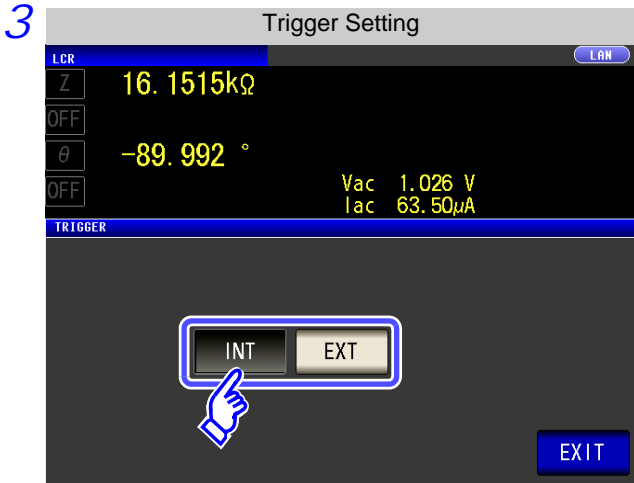 3
Trigger Setting
LCR
LAN
Z 16.1515kΩ
OFF
θ -89.992 °
OFF
Vac 1.026 V
Iac 63.50μA
TRIGGER
INT EXT
EXIT